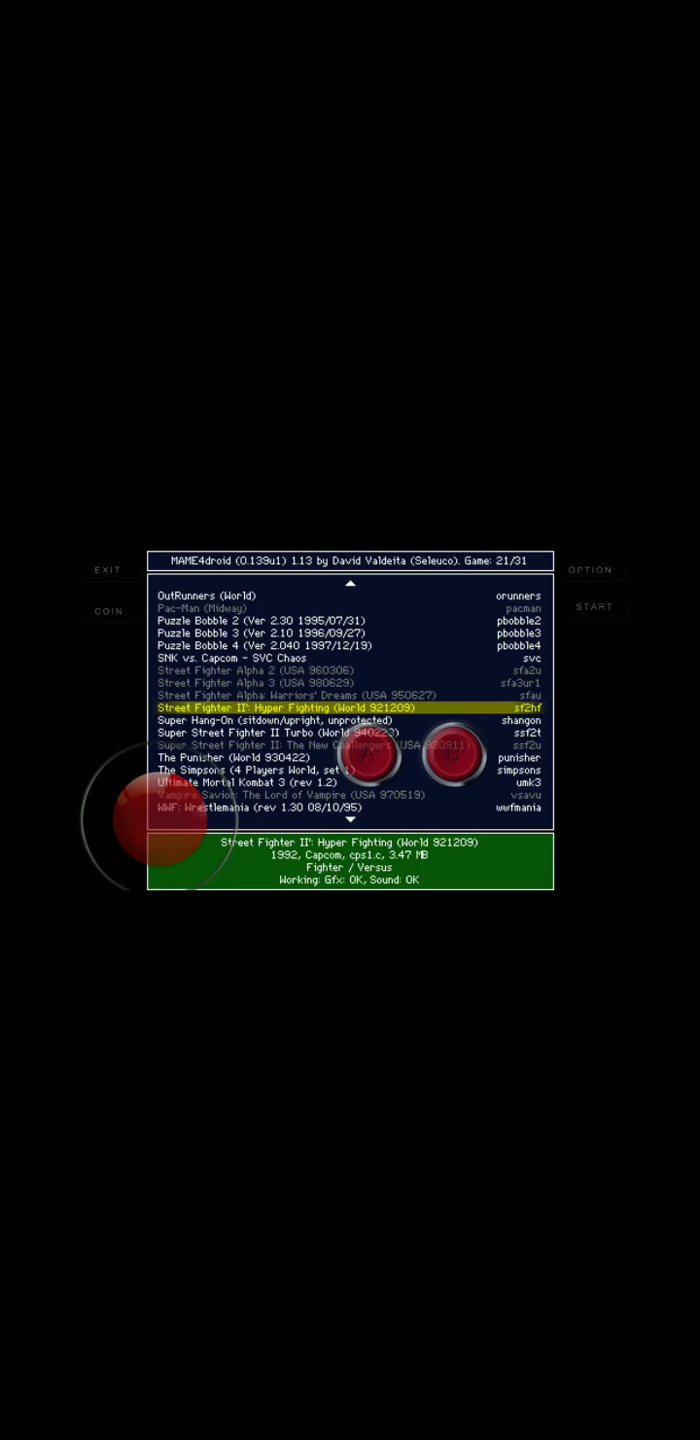 MAME4droid (0.139u1) 1.13 by David Valdeita (Seleuco). Game: 21/31
EXIT
OPTION
COIN
START
OutRunners (World) orunners
Pac-Man (Midway) pacman
Puzzle Bobble 2 (Ver 2.30 1995/07/31) pbobble2
Puzzle Bobble 3 (Ver 2.10 1996/09/27) pbobble3
Puzzle Bobble 4 (Ver 2.040 1997/12/19) pbobble4
SNK vs. Capcom - SVC Chaos svc
Street Fighter Alpha 2 (USA 960306) sfa2u
Street Fighter Alpha 3 (USA 980629) sfa3ur1
Street Fighter Alpha: Warriors' Dreams (USA 950627) sfau
Street Fighter II': Hyper Fighting (World 921209) sf2hf
Super Hang-On (sitdown/upright, unprotected) shangon
Super Street Fighter II Turbo (World 940223) ssf2t
Super Street Fighter II: The New Challengers (USA 930911) ssf2u
The Punisher (World 930422) punisher
A
B
The Simpsons (4 Players World, set 1) simpsons
Ultimate Mortal Kombat 3 (rev 1.2) umk3
Vampire Savior: The Lord of Vampire (USA 970519) vsavu
WWF: Wrestlemania (rev 1.30 08/10/95) wwfmania
Street Fighter II': Hyper Fighting (World 921209)
1992, Capcom, cps1.c, 3.47 MB
Fighter / Versus
Working: Gfx: OK, Sound: OK